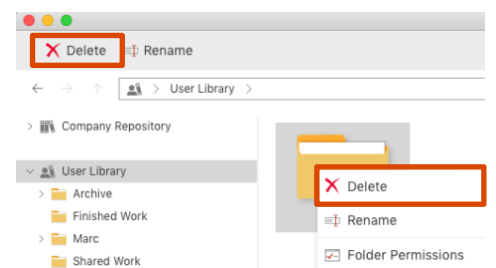 Delete Rename
User Library
Company Repository
User Library
Archive
Finished Work
Marc
Shared Work
Delete
Rename
Folder Permissions